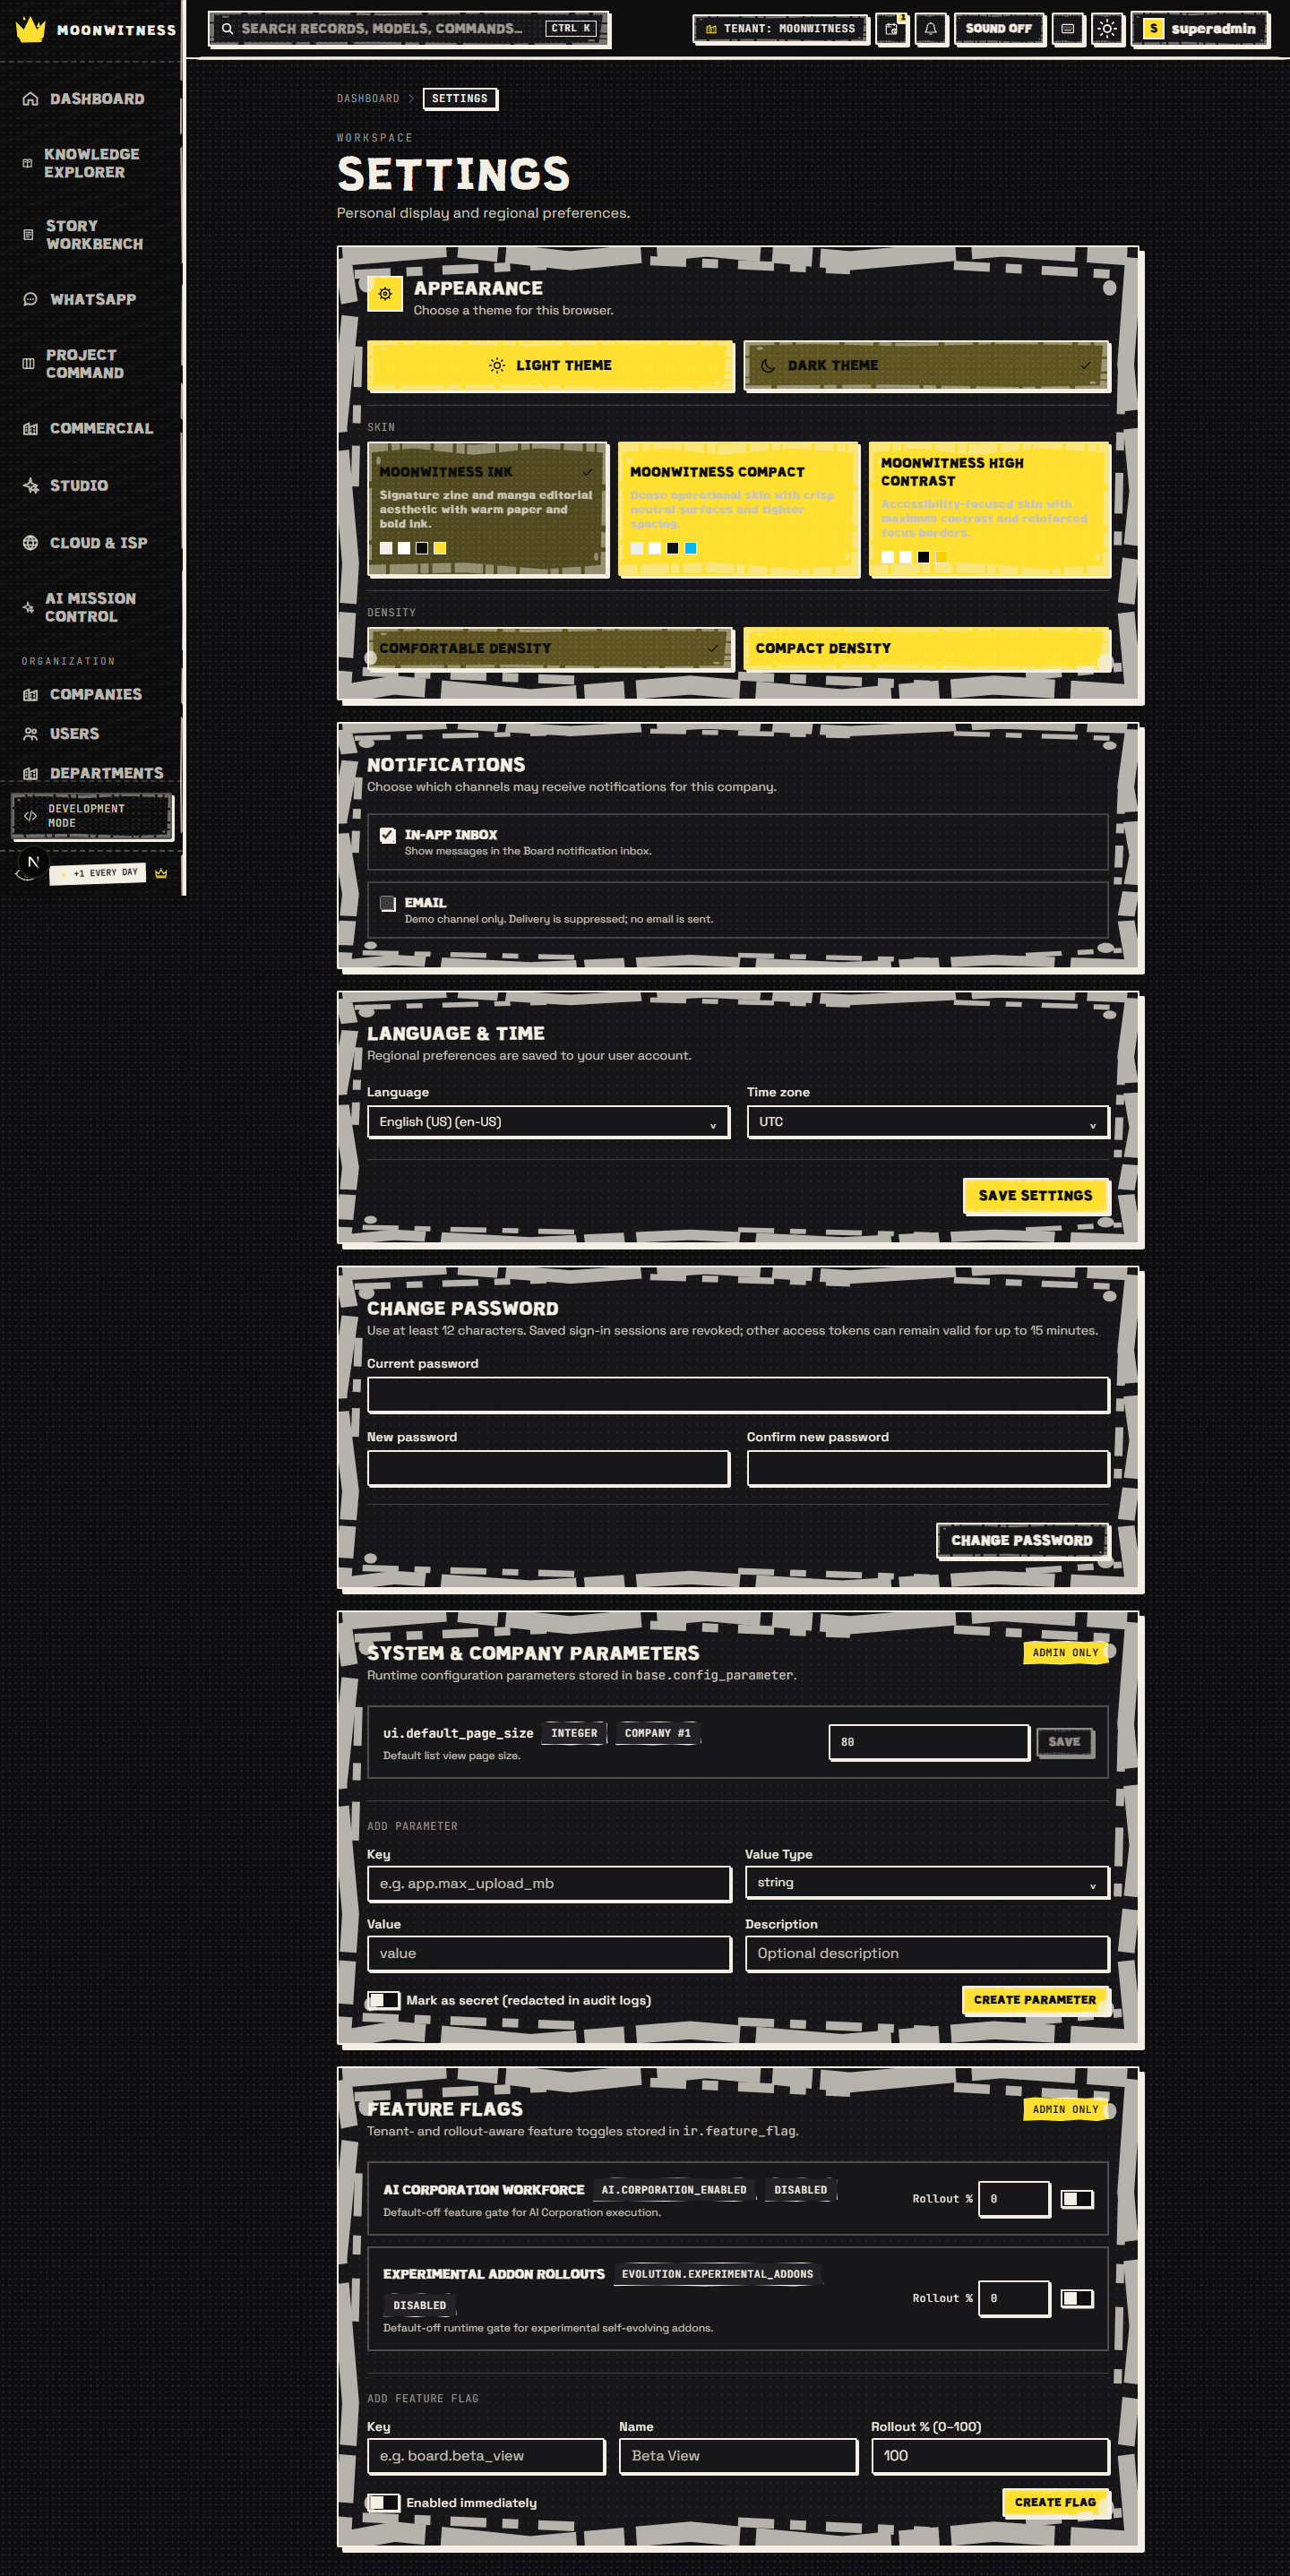 MOONWITNESS
SEARCH RECORDS, MODELS, COMMANDS…
CTRL K
TENANT: MOONWITNESS
1
SOUND OFF
S
superadmin
DASHBOARD
KNOWLEDGE
EXPLORER
STORY
WORKBENCH
WHATSAPP
PROJECT
COMMAND
COMMERCIAL
STUDIO
CLOUD & ISP
AI MISSION
CONTROL
ORGANIZATION
COMPANIES
USERS
DEPARTMENTS
DEVELOPMENT
MODE
N
+1 EVERY DAY
DASHBOARD > SETTINGS
WORKSPACE
SETTINGS
Personal display and regional preferences.
APPEARANCE
Choose a theme for this browser.
LIGHT THEME
DARK THEME
SKIN
MOONWITNESS INK
Signature zine and manga editorial
aesthetic with warm paper and
bold ink.
MOONWITNESS COMPACT
Dense operational skin with crisp
neutral surfaces and tighter
spacing.
MOONWITNESS HIGH
CONTRAST
Accessibility-focused skin with
maximum contrast and reinforced
focus borders.
DENSITY
COMFORTABLE DENSITY
COMPACT DENSITY
NOTIFICATIONS
Choose which channels may receive notifications for this company.
IN-APP INBOX
Show messages in the Board notification inbox.
EMAIL
Demo channel only. Delivery is suppressed; no email is sent.
LANGUAGE & TIME
Regional preferences are saved to your user account.
Language
Time zone
English (US) (en-US)
UTC
SAVE SETTINGS
CHANGE PASSWORD
Use at least 12 characters. Saved sign-in sessions are revoked; other access tokens can remain valid for up to 15 minutes.
Current password
New password
Confirm new password
CHANGE PASSWORD
SYSTEM & COMPANY PARAMETERS
ADMIN ONLY
Runtime configuration parameters stored in base.config_parameter.
ui.default_page_size INTEGER COMPANY #1
Default list view page size.
80
SAVE
ADD PARAMETER
Key
Value Type
e.g. app.max_upload_mb
string
Value
Description
value
Optional description
Mark as secret (redacted in audit logs)
CREATE PARAMETER
FEATURE FLAGS
ADMIN ONLY
Tenant- and rollout-aware feature toggles stored in ir.feature_flag.
AI CORPORATION WORKFORCE AI.CORPORATION_ENABLED DISABLED
Default-off feature gate for AI Corporation execution.
Rollout % 0
EXPERIMENTAL ADDON ROLLOUTS EVOLUTION.EXPERIMENTAL_ADDONS
DISABLED
Default-off runtime gate for experimental self-evolving addons.
Rollout % 0
ADD FEATURE FLAG
Key
Name
Rollout % (0–100)
e.g. board.beta_view
Beta View
100
Enabled immediately
CREATE FLAG